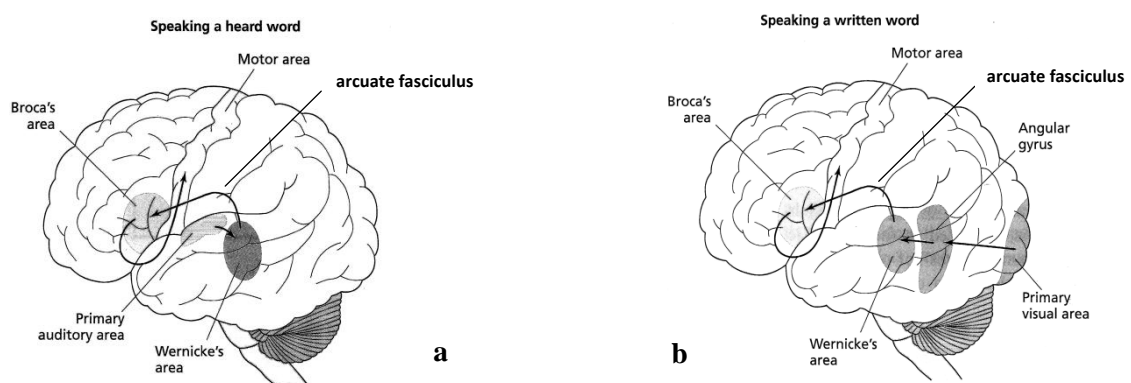 Speaking a heard word
Motor area
arcuate fasciculus
Broca's
area
Primary
auditory area
Wernicke's
area
a
Speaking a written word
Motor area
arcuate fasciculus
Broca's
area
Angular
gyrus
Primary
visual area
Wernicke's
area
b